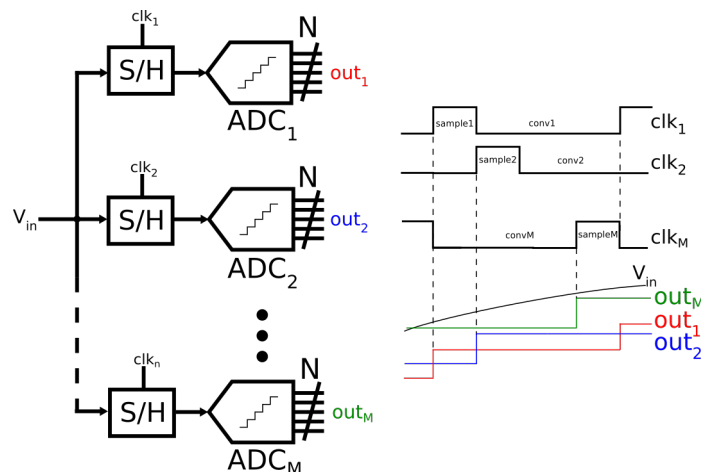 clk1
N
S/H
out1
ADC1
clk2
N
Vin
S/H
out2
ADC2
clkn
N
S/H
outM
ADCM
sample1
conv1
clk1
sample2
conv2
clk2
convM
sampleM
clkM
Vin
outM
out1
out2